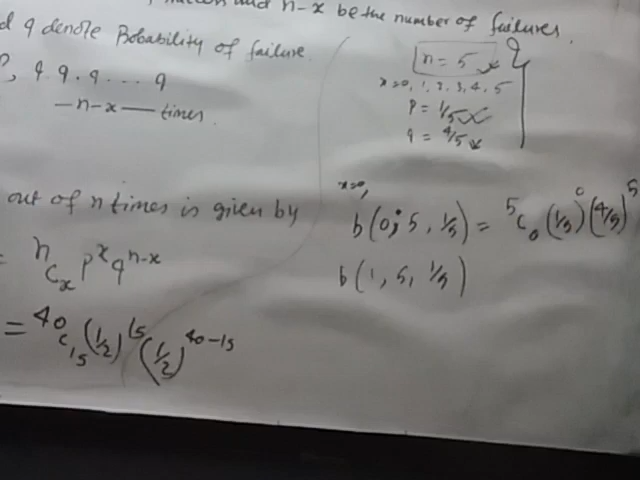 and n-x be the number of failures.
q denote Probability of failure.
q q . q . . . . q
- n-x - times
out of n times is given by
ⁿCₓ pˣ qⁿ⁻ˣ
= ⁴⁰C₁₅ (1/2)¹⁵ (1/2)⁴⁰⁻¹⁵
n = 5
x=0, 1, 2, 3, 4, 5
p = 1/5
q = 4/5
x=0,
b(0; 5, 1/5) = ⁵C₀ (1/5)⁰ (4/5)⁵
b(1, 5, 1/5)